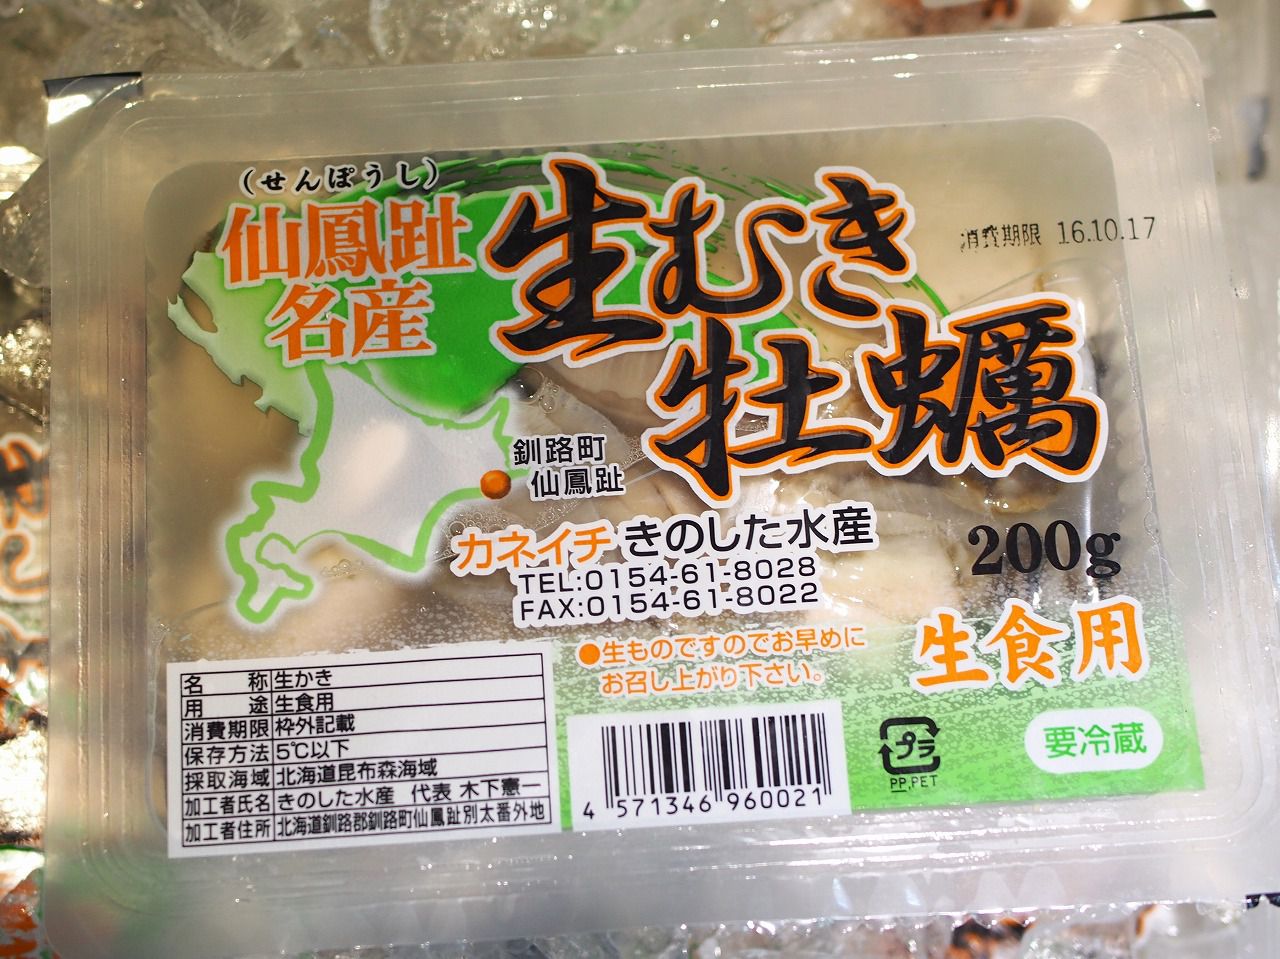 (せんぽうし)
仙鳳趾
名産
生むき
牡蠣
消費期限 16.10.17
釧路町
仙鳳趾
カネイチ きのした水産
TEL:0154-61-8028
FAX:0154-61-8022
200g
生食用
●生ものですのでお早めに
お召し上がり下さい。
名 称 生かき
用 途 生食用
消費期限 枠外記載
保存方法 5℃以下
採取海域 北海道昆布森海域
加工者氏名 きのした水産 代表 木下憲一
加工者住所 北海道釧路郡釧路町仙鳳趾別太番外地
4 571346 960021
プラ
PP,PET
要冷蔵